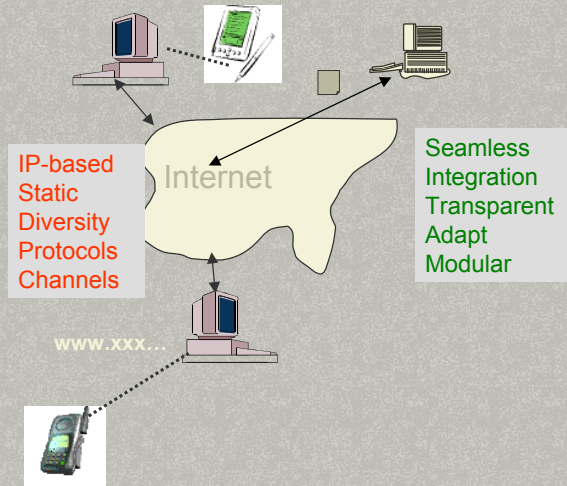 IP-based
Static
Diversity
Protocols
Channels
Internet
Seamless
Integration
Transparent
Adapt
Modular
www.xxx...